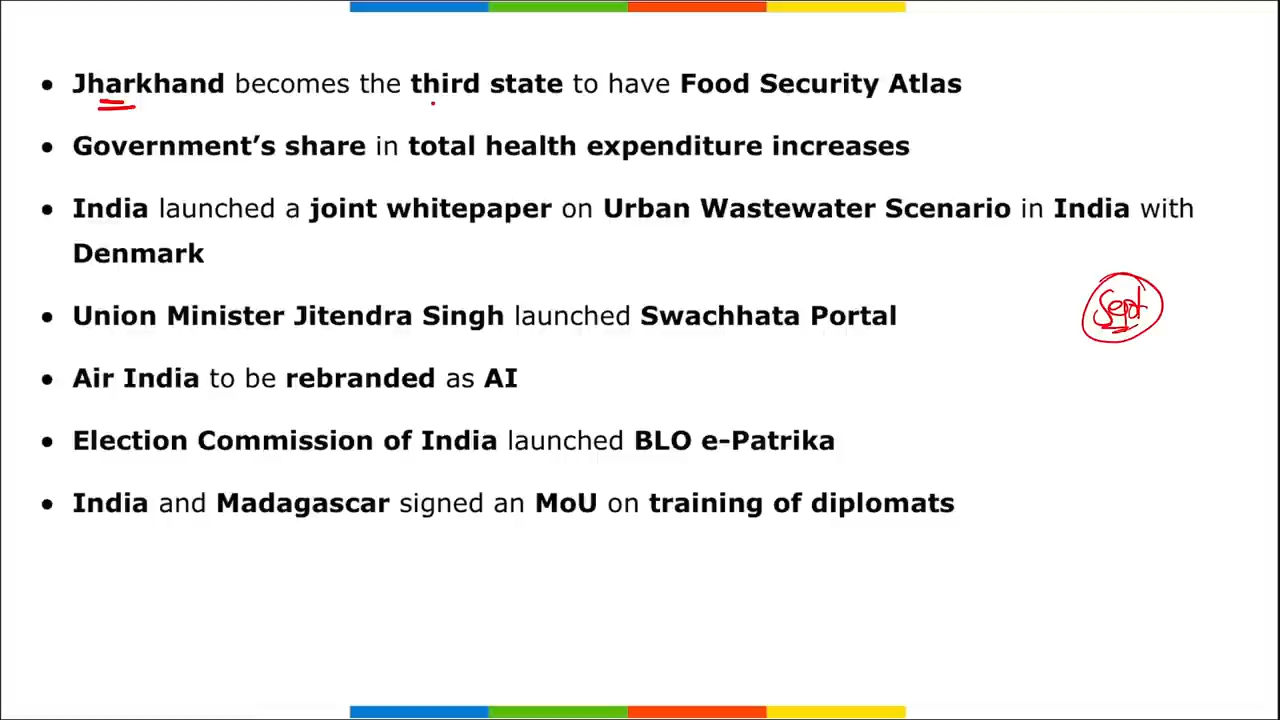 • Jharkhand becomes the third state to have Food Security Atlas
• Government’s share in total health expenditure increases
• India launched a joint whitepaper on Urban Wastewater Scenario in India with
Denmark
Sept
• Union Minister Jitendra Singh launched Swachhata Portal
• Air India to be rebranded as AI
• Election Commission of India launched BLO e-Patrika
• India and Madagascar signed an MoU on training of diplomats